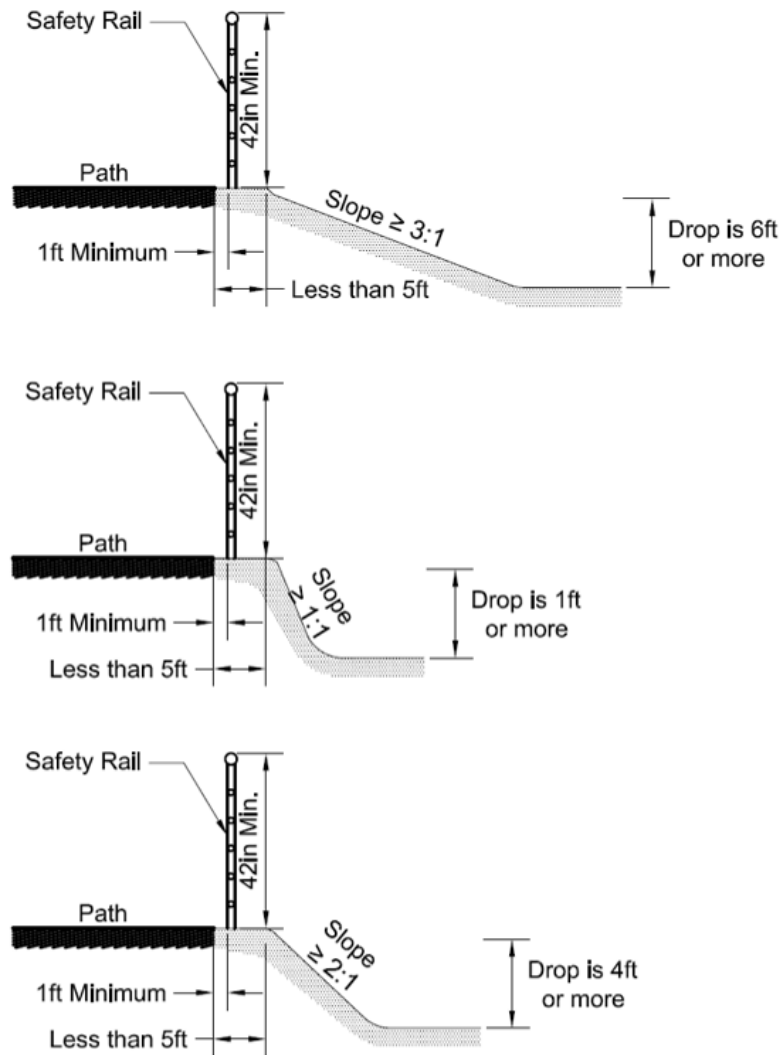 Safety Rail
42in Min.
Path
Slope ≥ 3:1
Drop is 6ft
or more
1ft Minimum
Less than 5ft
Safety Rail
42in Min.
Path
Slope
≥ 1:1
Drop is 1ft
or more
1ft Minimum
Less than 5ft
Safety Rail
42in Min.
Path
Slope
≥ 2:1
Drop is 4ft
or more
1ft Minimum
Less than 5ft